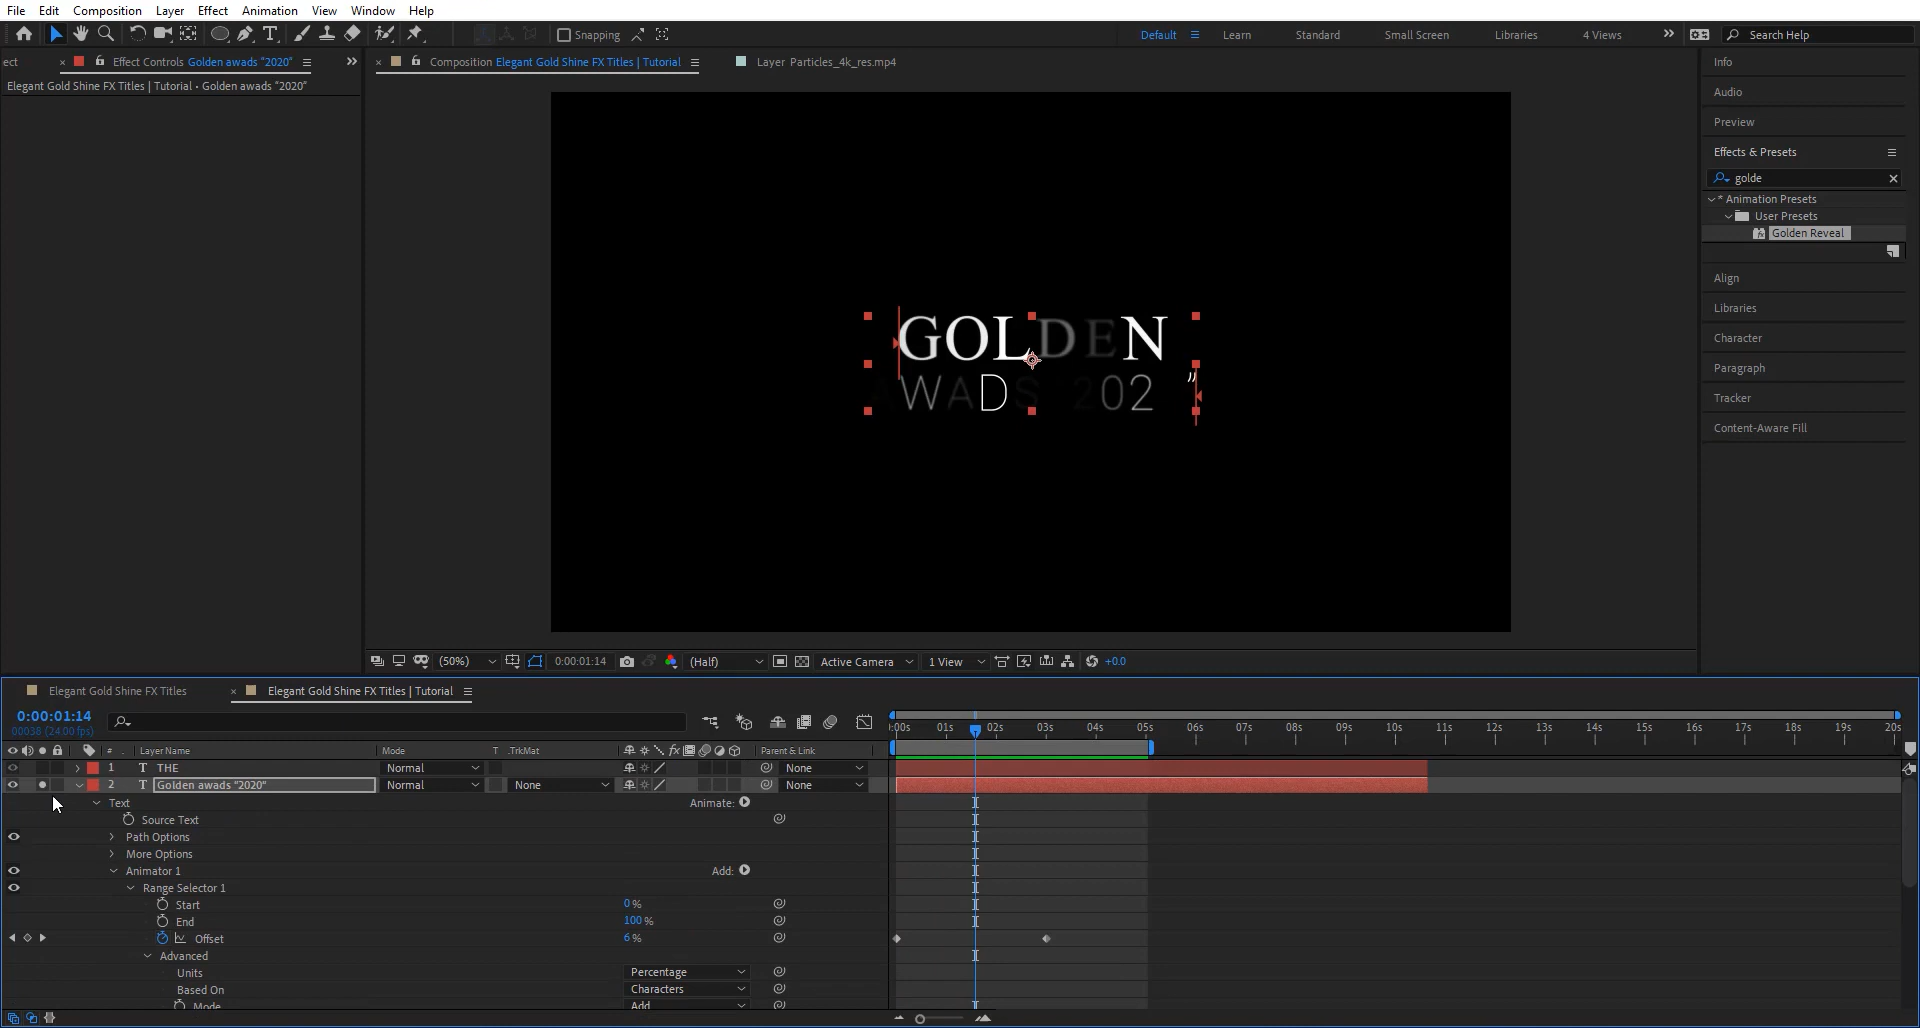 File Edit Composition Layer Effect Animation View Window Help
Snapping Default Learn Standard Small Screen Libraries 4 Views Search Help
ect Effect Controls Golden awads "2020" Composition Elegant Gold Shine FX Titles | Tutorial Layer Particles_4k_res.mp4 Info
Elegant Gold Shine FX Titles | Tutorial • Golden awads "2020"
Audio
Preview
Effects & Presets
golde
* Animation Presets
User Presets
Golden Reveal
Align
Libraries
Character
Paragraph
Tracker
Content-Aware Fill
GOLDEN
AWADS 202 "
(50%) 0:00:01:14 (Half) Active Camera 1 View +0.0
Elegant Gold Shine FX Titles Elegant Gold Shine FX Titles | Tutorial
0:00:01:14
00038 (24.00 fps)
:00s 01s 02s 03s 04s 05s 06s 07s 08s 09s 10s 11s 12s 13s 14s 15s 16s 17s 18s 19s 20s
# Layer Name Mode T .TrkMat fx Parent & Link
1 T THE Normal None
2 T Golden awads "2020" Normal None None
Text Animate:
Source Text
Path Options
More Options
Animator 1 Add:
Range Selector 1
Start 0%
End 100%
Offset 6%
Advanced
Units Percentage
Based On Characters
Mode Add